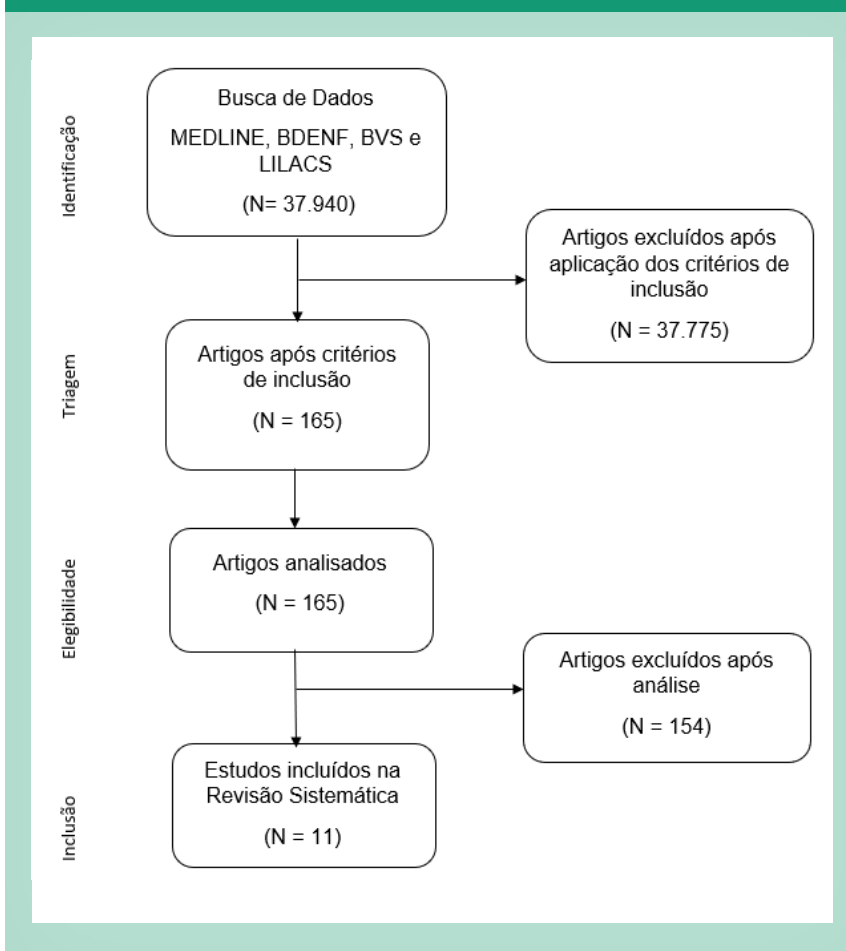 Identificação
Busca de Dados
MEDLINE, BDENF, BVS e
LILACS
(N= 37.940)
Artigos excluídos após
aplicação dos critérios de
inclusão
(N = 37.775)
Triagem
Artigos após critérios
de inclusão
(N = 165)
Elegibilidade
Artigos analisados
(N = 165)
Artigos excluídos após
análise
(N = 154)
Inclusão
Estudos incluídos na
Revisão Sistemática
(N = 11)